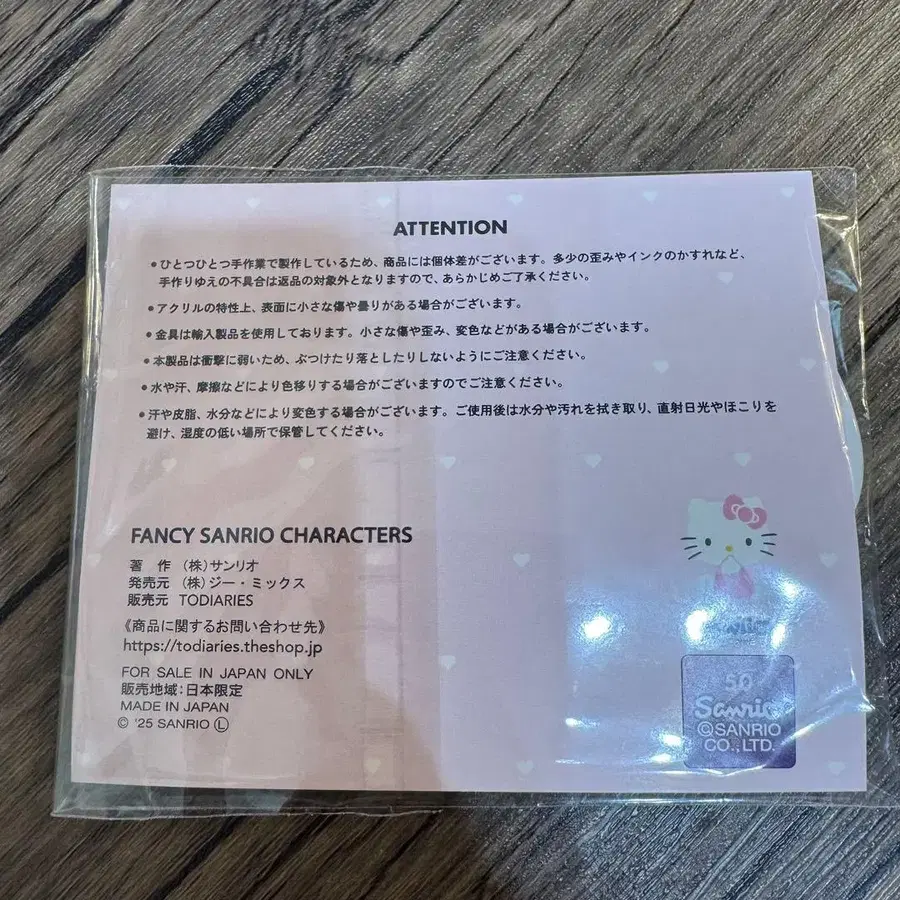 ATTENTION
●ひとつひとつ手作業で製作しているため、商品には個体差がございます。多少の歪みやインクのかすれなど、
手作りゆえの不具合は返品の対象外となりますので、あらかじめご了承ください。
●アクリルの特性上、表面に小さな傷や曇りがある場合がございます。
●金具は輸入製品を使用しております。小さな傷や歪み、変色などがある場合がございます。
●本製品は衝撃に弱いため、ぶつけたり落としたりしないようにご注意ください。
●水や汗、摩擦などにより色移りする場合がございますのでご注意ください。
●汗や皮脂、水分などにより変色する場合がございます。ご使用後は水分や汚れを拭き取り、直射日光やほこりを
避け、湿度の低い場所で保管してください。
FANCY SANRIO CHARACTERS
著 作 （株）サンリオ
発売元 （株）ジー・ミックス
販売元 TODIARIES
《商品に関するお問い合わせ先》
https://todiaries.theshop.jp
FOR SALE IN JAPAN ONLY
販売地域：日本限定
MADE IN JAPAN
© '25 SANRIO Ⓛ
50
Sanrio
©SANRIO
CO.,LTD.